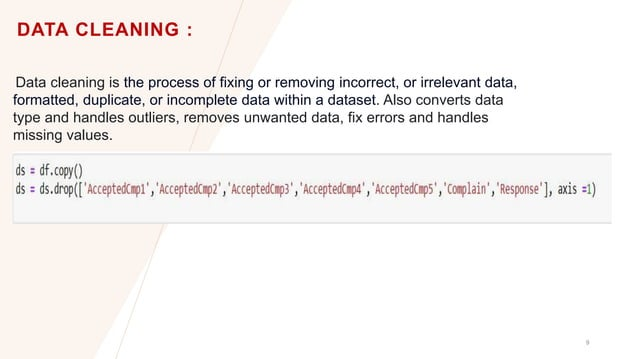 DATA CLEANING :
Data cleaning is the process of fixing or removing incorrect, or irrelevant data,
formatted, duplicate, or incomplete data within a dataset. Also converts data
type and handles outliers, removes unwanted data, fix errors and handles
missing values.
ds = df.copy()
ds = ds.drop(['AcceptedCmp1','AcceptedCmp2','AcceptedCmp3','AcceptedCmp4','AcceptedCmp5','Complain','Response'], axis =1)
9